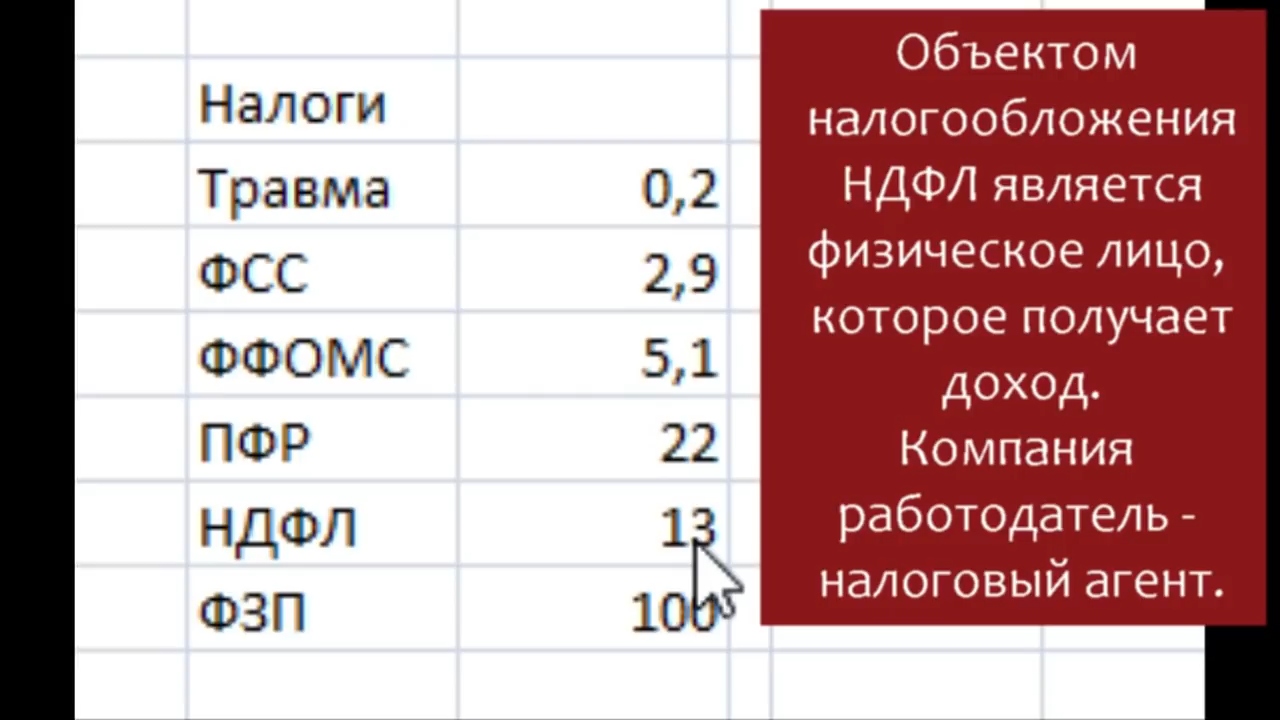 Налоги
Травма 0,2
ФСС 2,9
ФФОМС 5,1
ПФР 22
НДФЛ 13
ФЗП 100
Объектом
налогообложения
НДФЛ является
физическое лицо,
которое получает
доход.
Компания
работодатель -
налоговый агент.